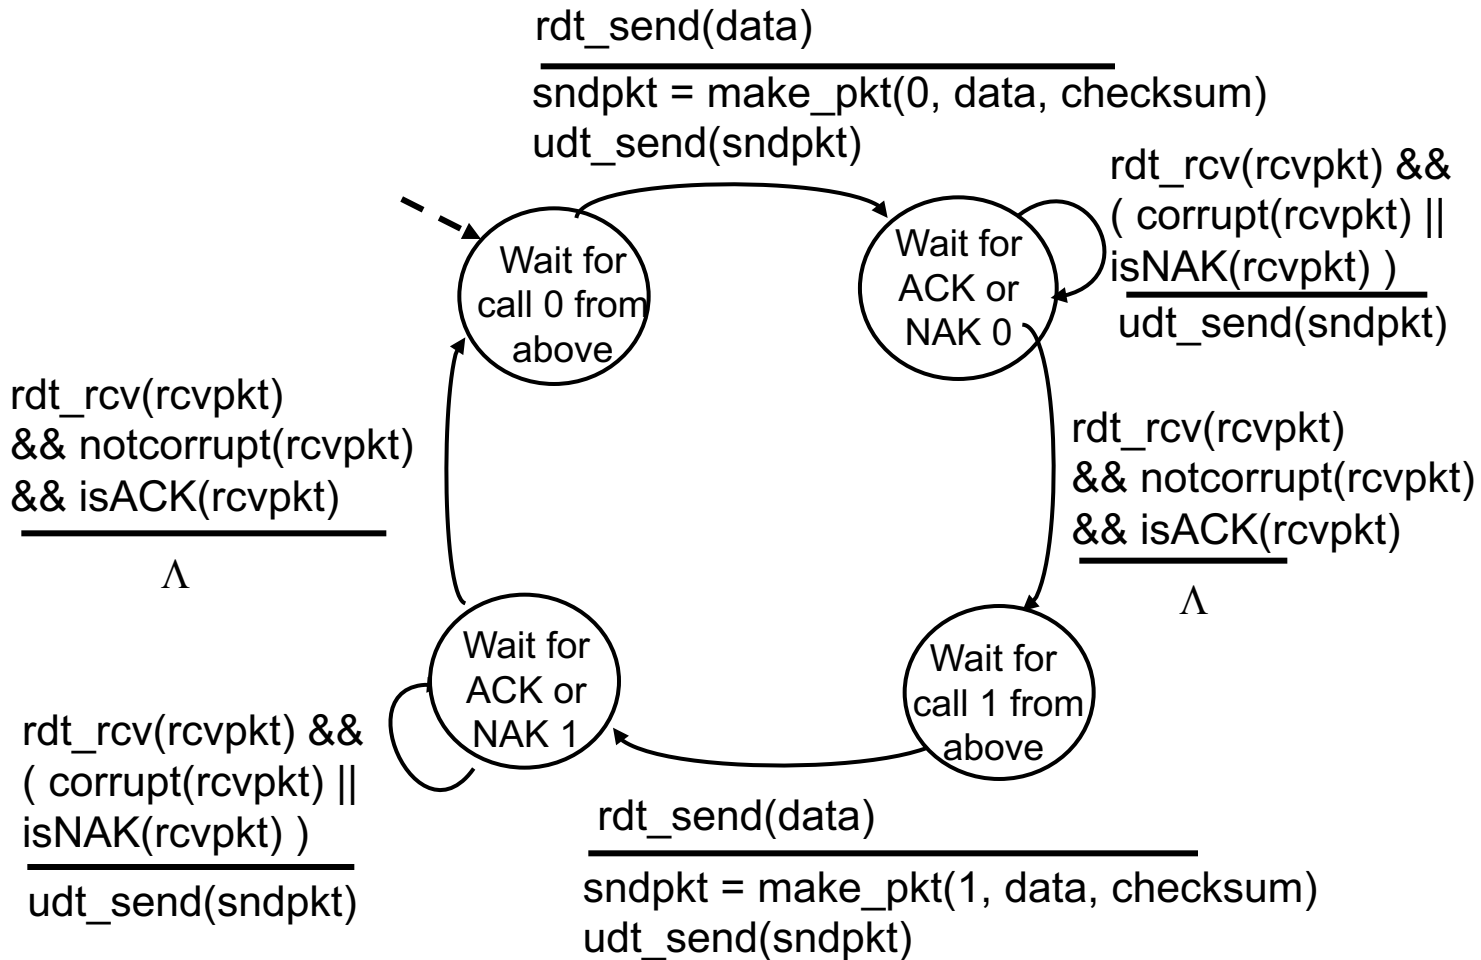 rdt_send(data)
sndpkt = make_pkt(0, data, checksum)
udt_send(sndpkt)
Wait for
call 0 from
above
Wait for
ACK or
NAK 0
rdt_rcv(rcvpkt) &&
( corrupt(rcvpkt) ||
isNAK(rcvpkt) )
udt_send(sndpkt)
rdt_rcv(rcvpkt)
&& notcorrupt(rcvpkt)
&& isACK(rcvpkt)
Λ
rdt_rcv(rcvpkt)
&& notcorrupt(rcvpkt)
&& isACK(rcvpkt)
Λ
Wait for
ACK or
NAK 1
Wait for
call 1 from
above
rdt_rcv(rcvpkt) &&
( corrupt(rcvpkt) ||
isNAK(rcvpkt) )
udt_send(sndpkt)
rdt_send(data)
sndpkt = make_pkt(1, data, checksum)
udt_send(sndpkt)